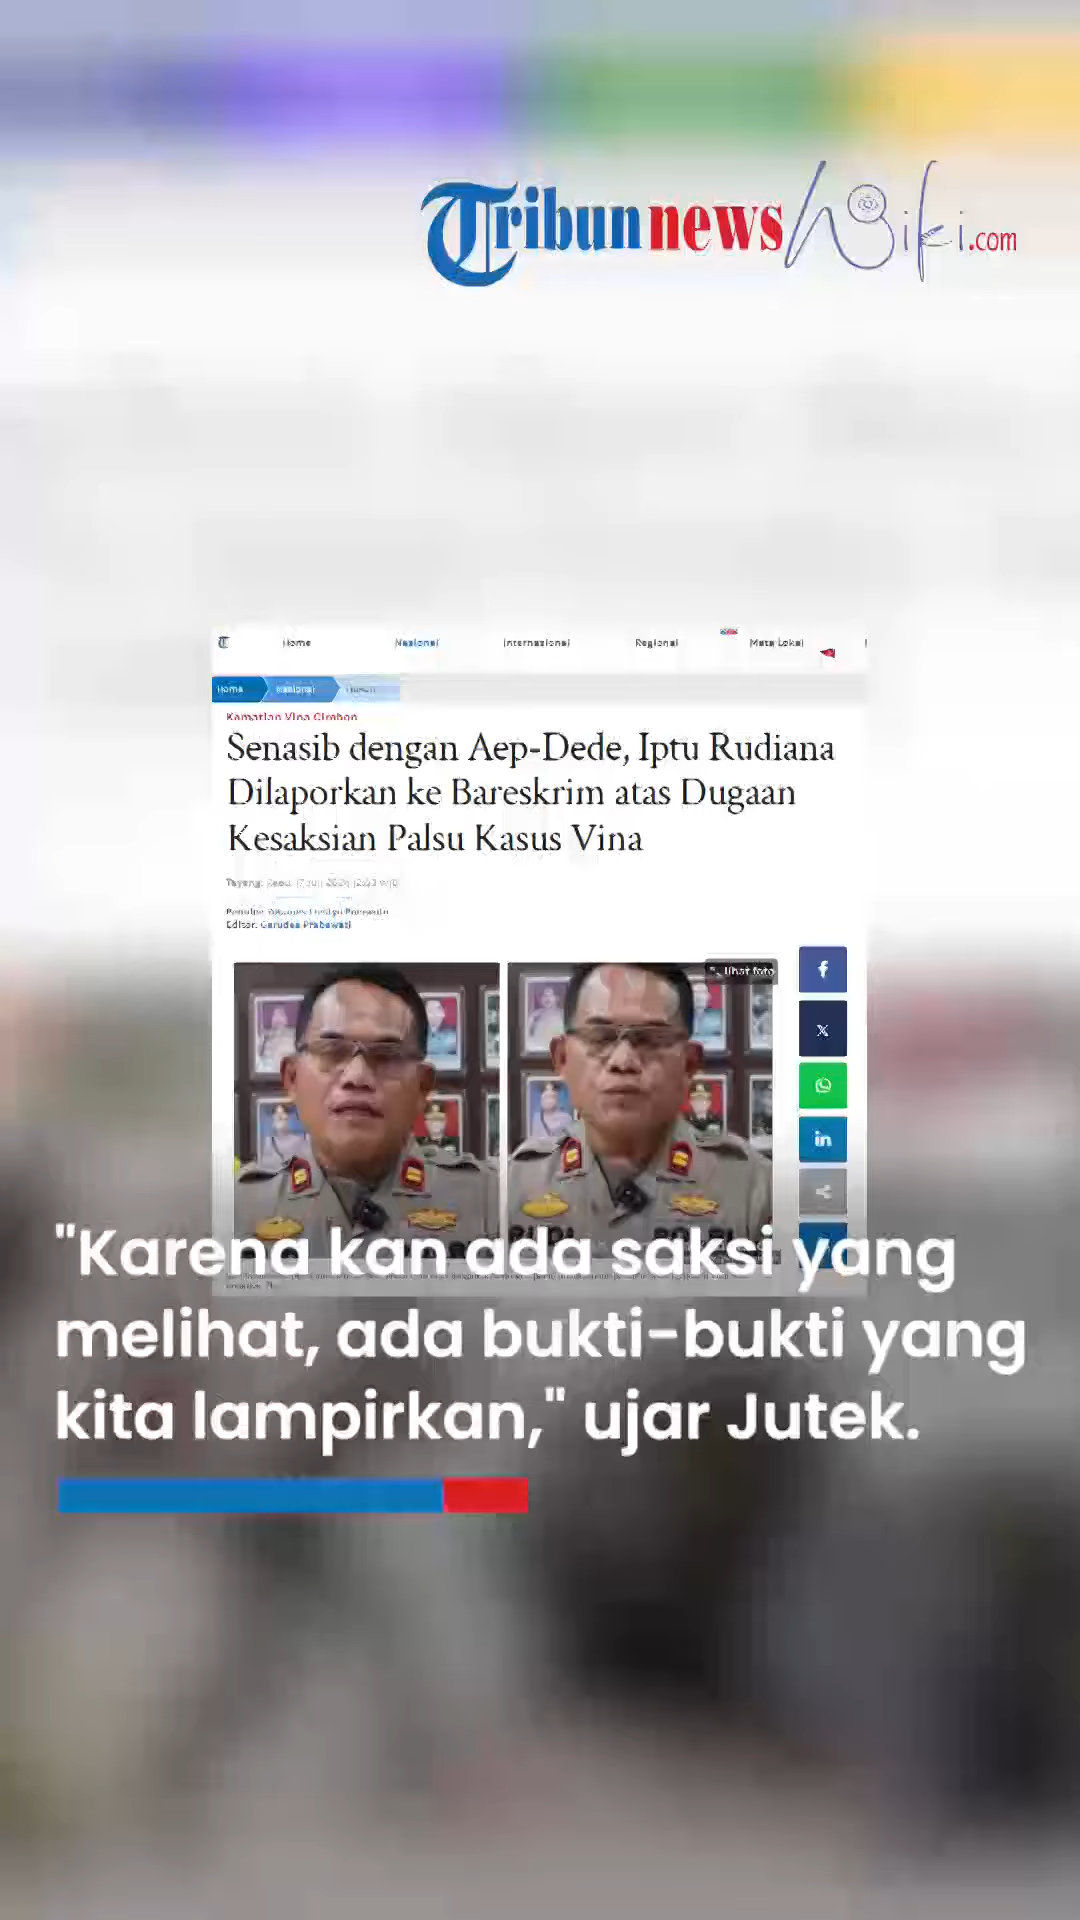 Tribunnews Wiki.com
Home Nasional Internasional Regional Mata Lokal
Home Nasional
Kematian Vina Cirebon
Senasib dengan Aep-Dede, Iptu Rudiana
Dilaporkan ke Bareskrim atas Dugaan
Kesaksian Palsu Kasus Vina
Tayang:
Editor: Garudea Prabawati
Lihat Foto
"Karena kan ada saksi yang
melihat, ada bukti-bukti yang
kita lampirkan," ujar Jutek.